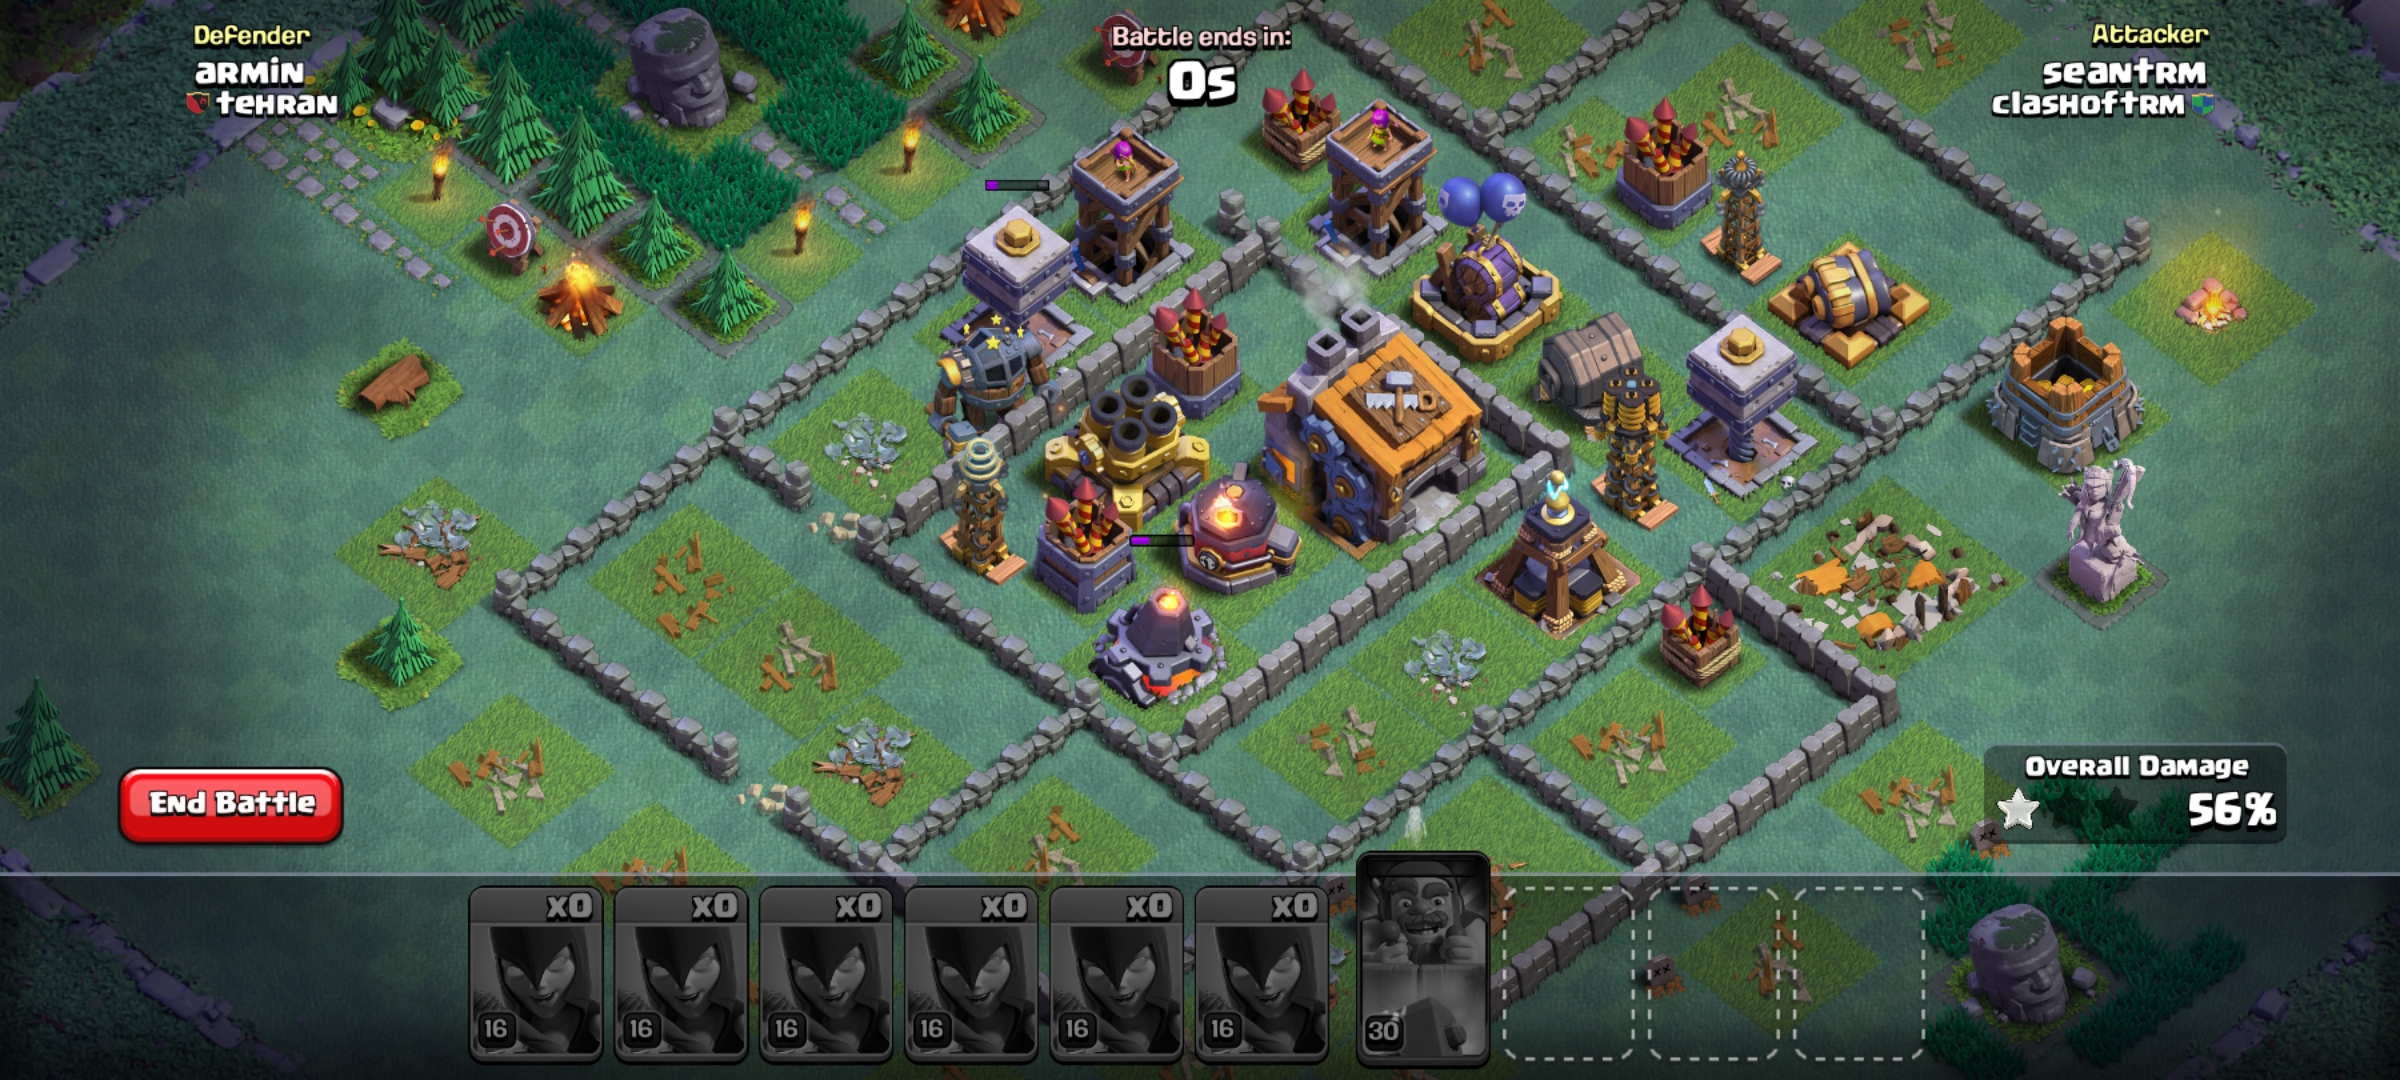 Defender
ARMIN
TEHRAN
Battle ends in:
0s
Attacker
SEANTRM
CLASHOFTRM
End Battle
Overall Damage
56%
x0
x0
x0
x0
x0
x0
16
16
16
16
16
16
30